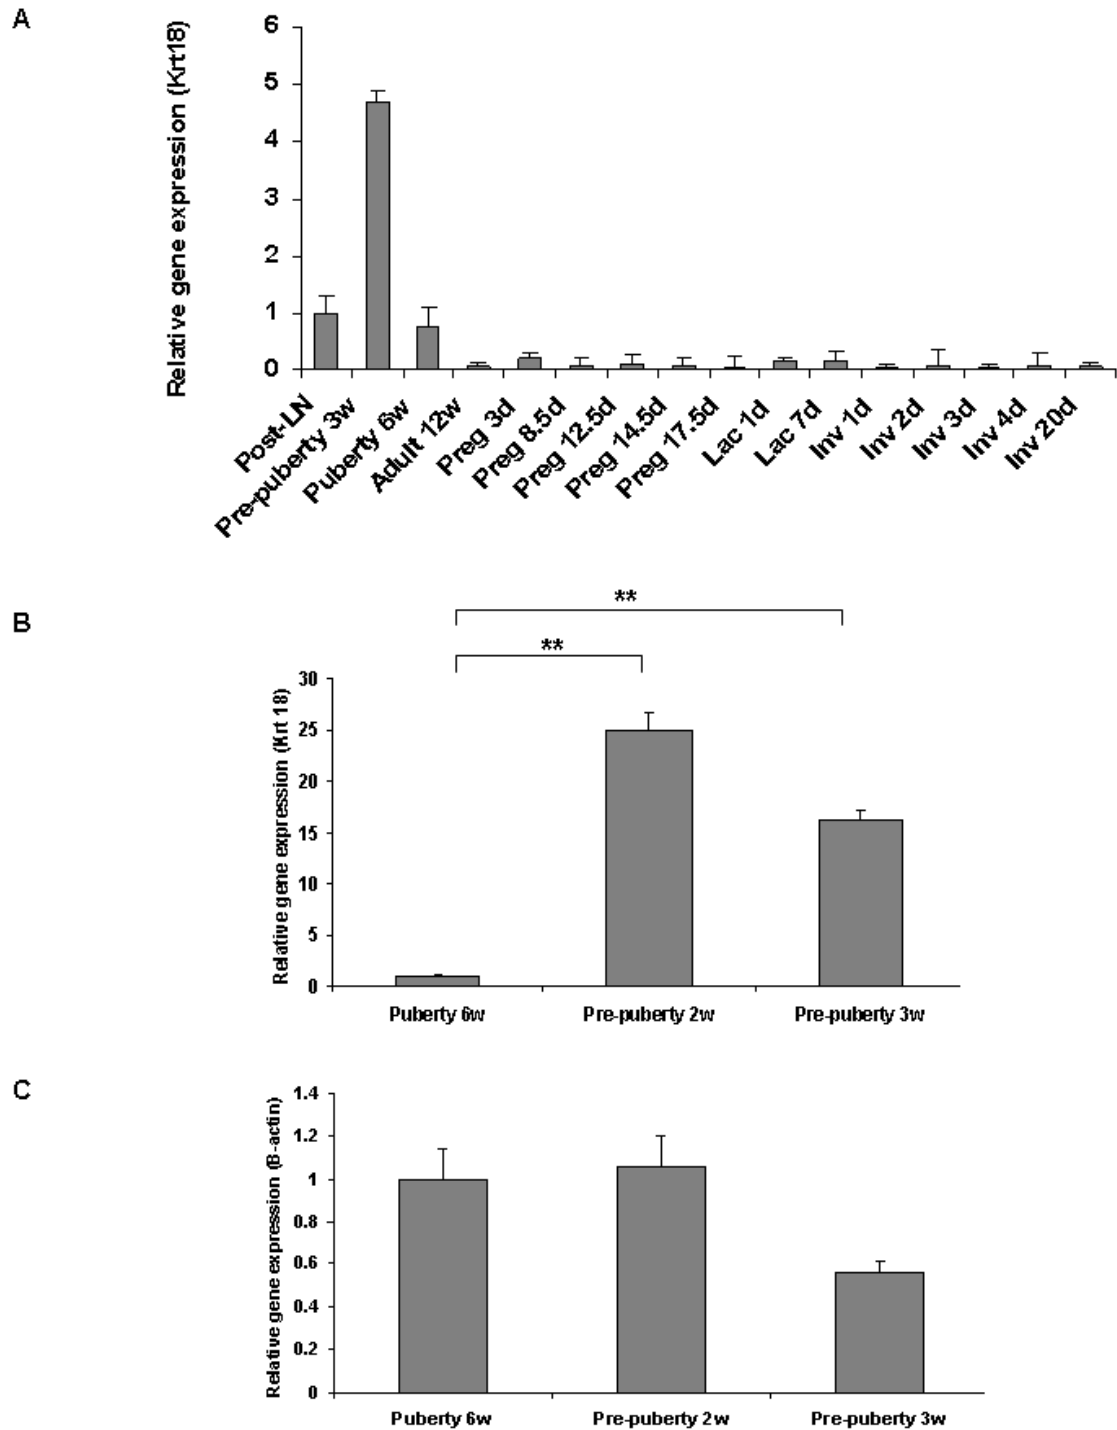 A
Relative gene expression (Krt18)
6
5
4
3
2
1
0
Post-LN
Pre-puberty 3w
Puberty 6w
Adult 12w
Preg 3d
Preg 8.5d
Preg 12.5d
Preg 14.5d
Preg 17.5d
Lac 1d
Lac 7d
Inv 1d
Inv 2d
Inv 3d
Inv 4d
Inv 20d
B
**
**
Relative gene expression (Krt 18)
30
25
20
15
10
5
0
Puberty 6w
Pre-puberty 2w
Pre-puberty 3w
C
Relative gene expression (B-actin)
1.4
1.2
1
0.8
0.6
0.4
0.2
0
Puberty 6w
Pre-puberty 2w
Pre-puberty 3w